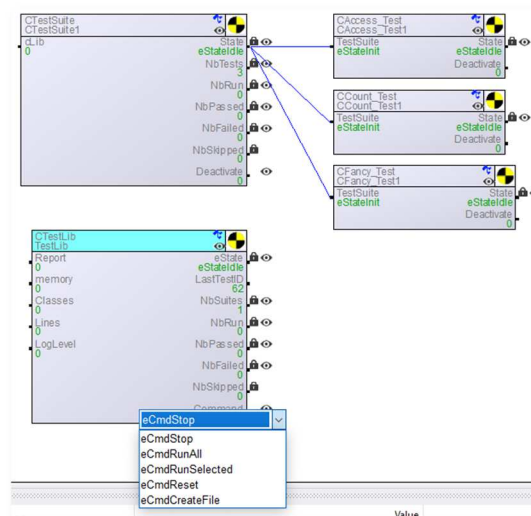 CTestSuite
CTestSuite1
cLib
0
State
eStateIdle
NbTests
3
NbRun
0
NbPassed
0
NbFailed
0
NbSkipped
0
Deactivate
0
CAccess_Test
CAccess_Test1
TestSuite
eStateInit
State
eStateIdle
Deactivate
0
CCount_Test
CCount_Test1
TestSuite
eStateInit
State
eStateIdle
Deactivate
0
CFancy_Test
CFancy_Test1
TestSuite
eStateInit
State
eStateIdle
Deactivate
0
CTestLib
TestLib
Report
0
memory
0
Classes
0
Lines
0
LogLevel
0
eState
eStateIdle
LastTestID
62
NbSuites
1
NbRun
0
NbPassed
0
NbFailed
0
NbSkipped
0
Command
eCmdStop
eCmdStop
eCmdRunAll
eCmdRunSelected
eCmdReset
eCmdCreateFile
Value